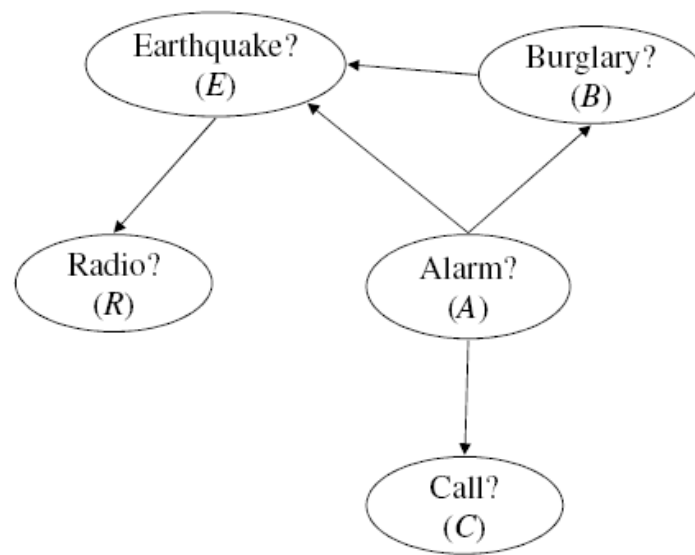 Earthquake?
(E)
Burglary?
(B)
Radio?
(R)
Alarm?
(A)
Call?
(C)